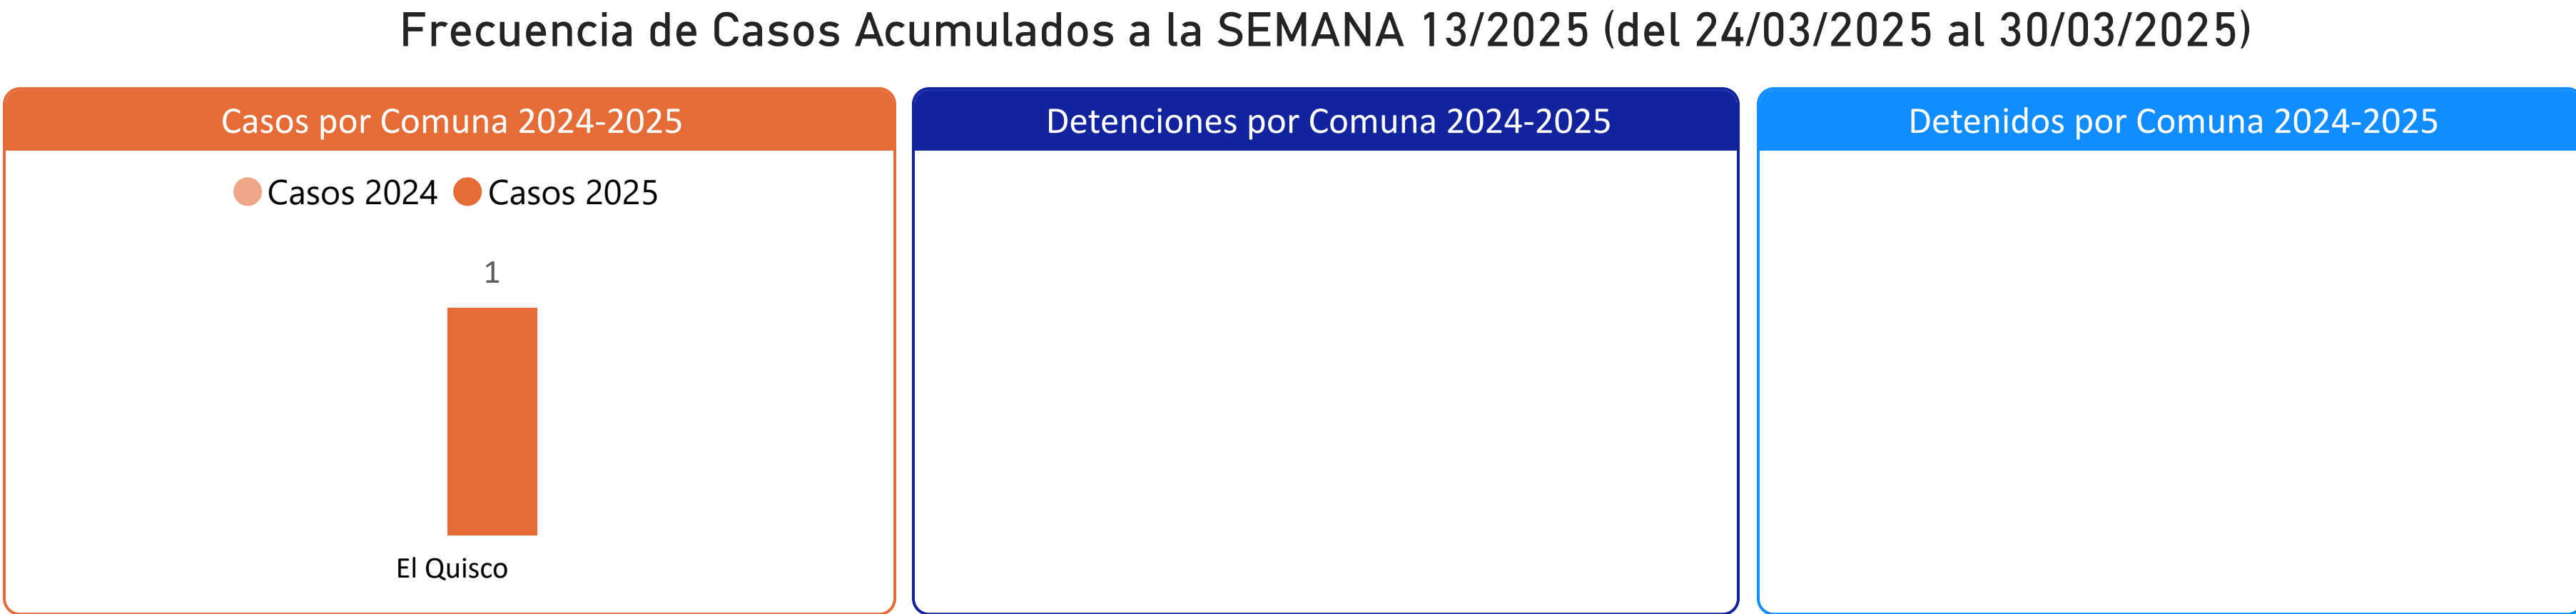 Frecuencia de Casos Acumulados a la SEMANA 13/2025 (del 24/03/2025 al 30/03/2025)
Casos por Comuna 2024-2025
Casos 2024 Casos 2025
1
El Quisco
Detenciones por Comuna 2024-2025
Detenidos por Comuna 2024-2025